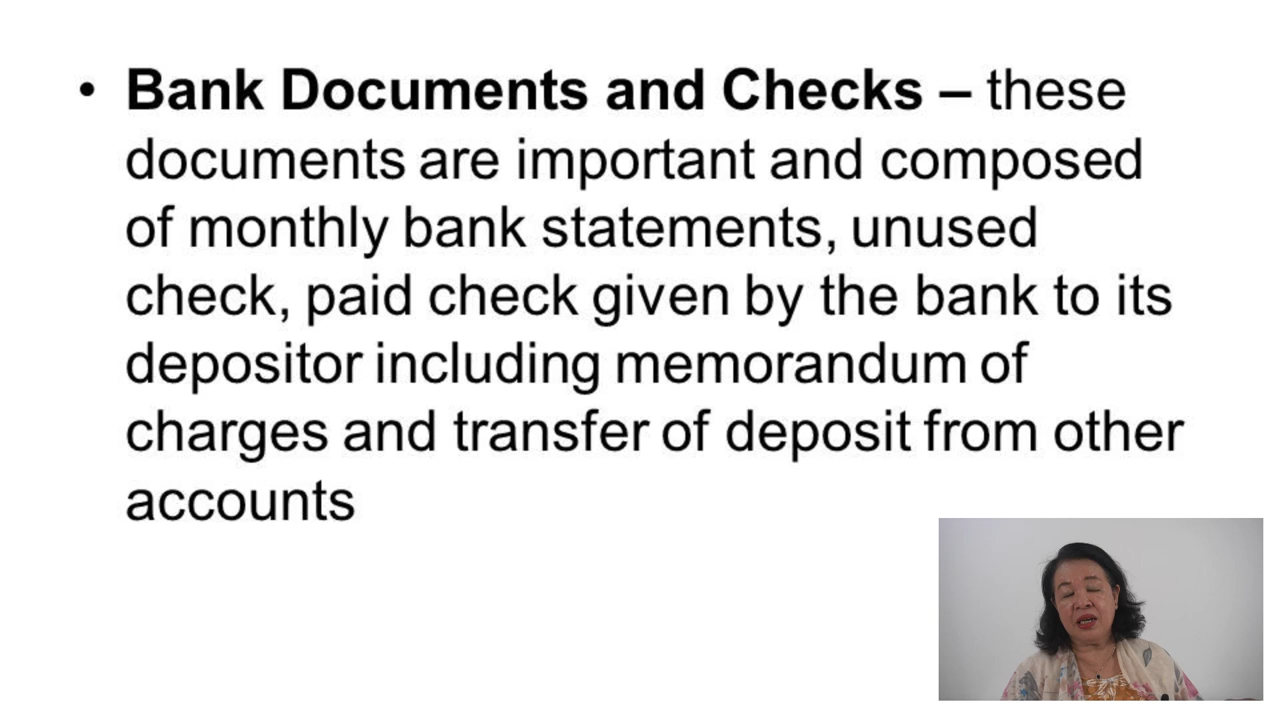 • Bank Documents and Checks – these
documents are important and composed
of monthly bank statements, unused
check, paid check given by the bank to its
depositor including memorandum of
charges and transfer of deposit from other
accounts